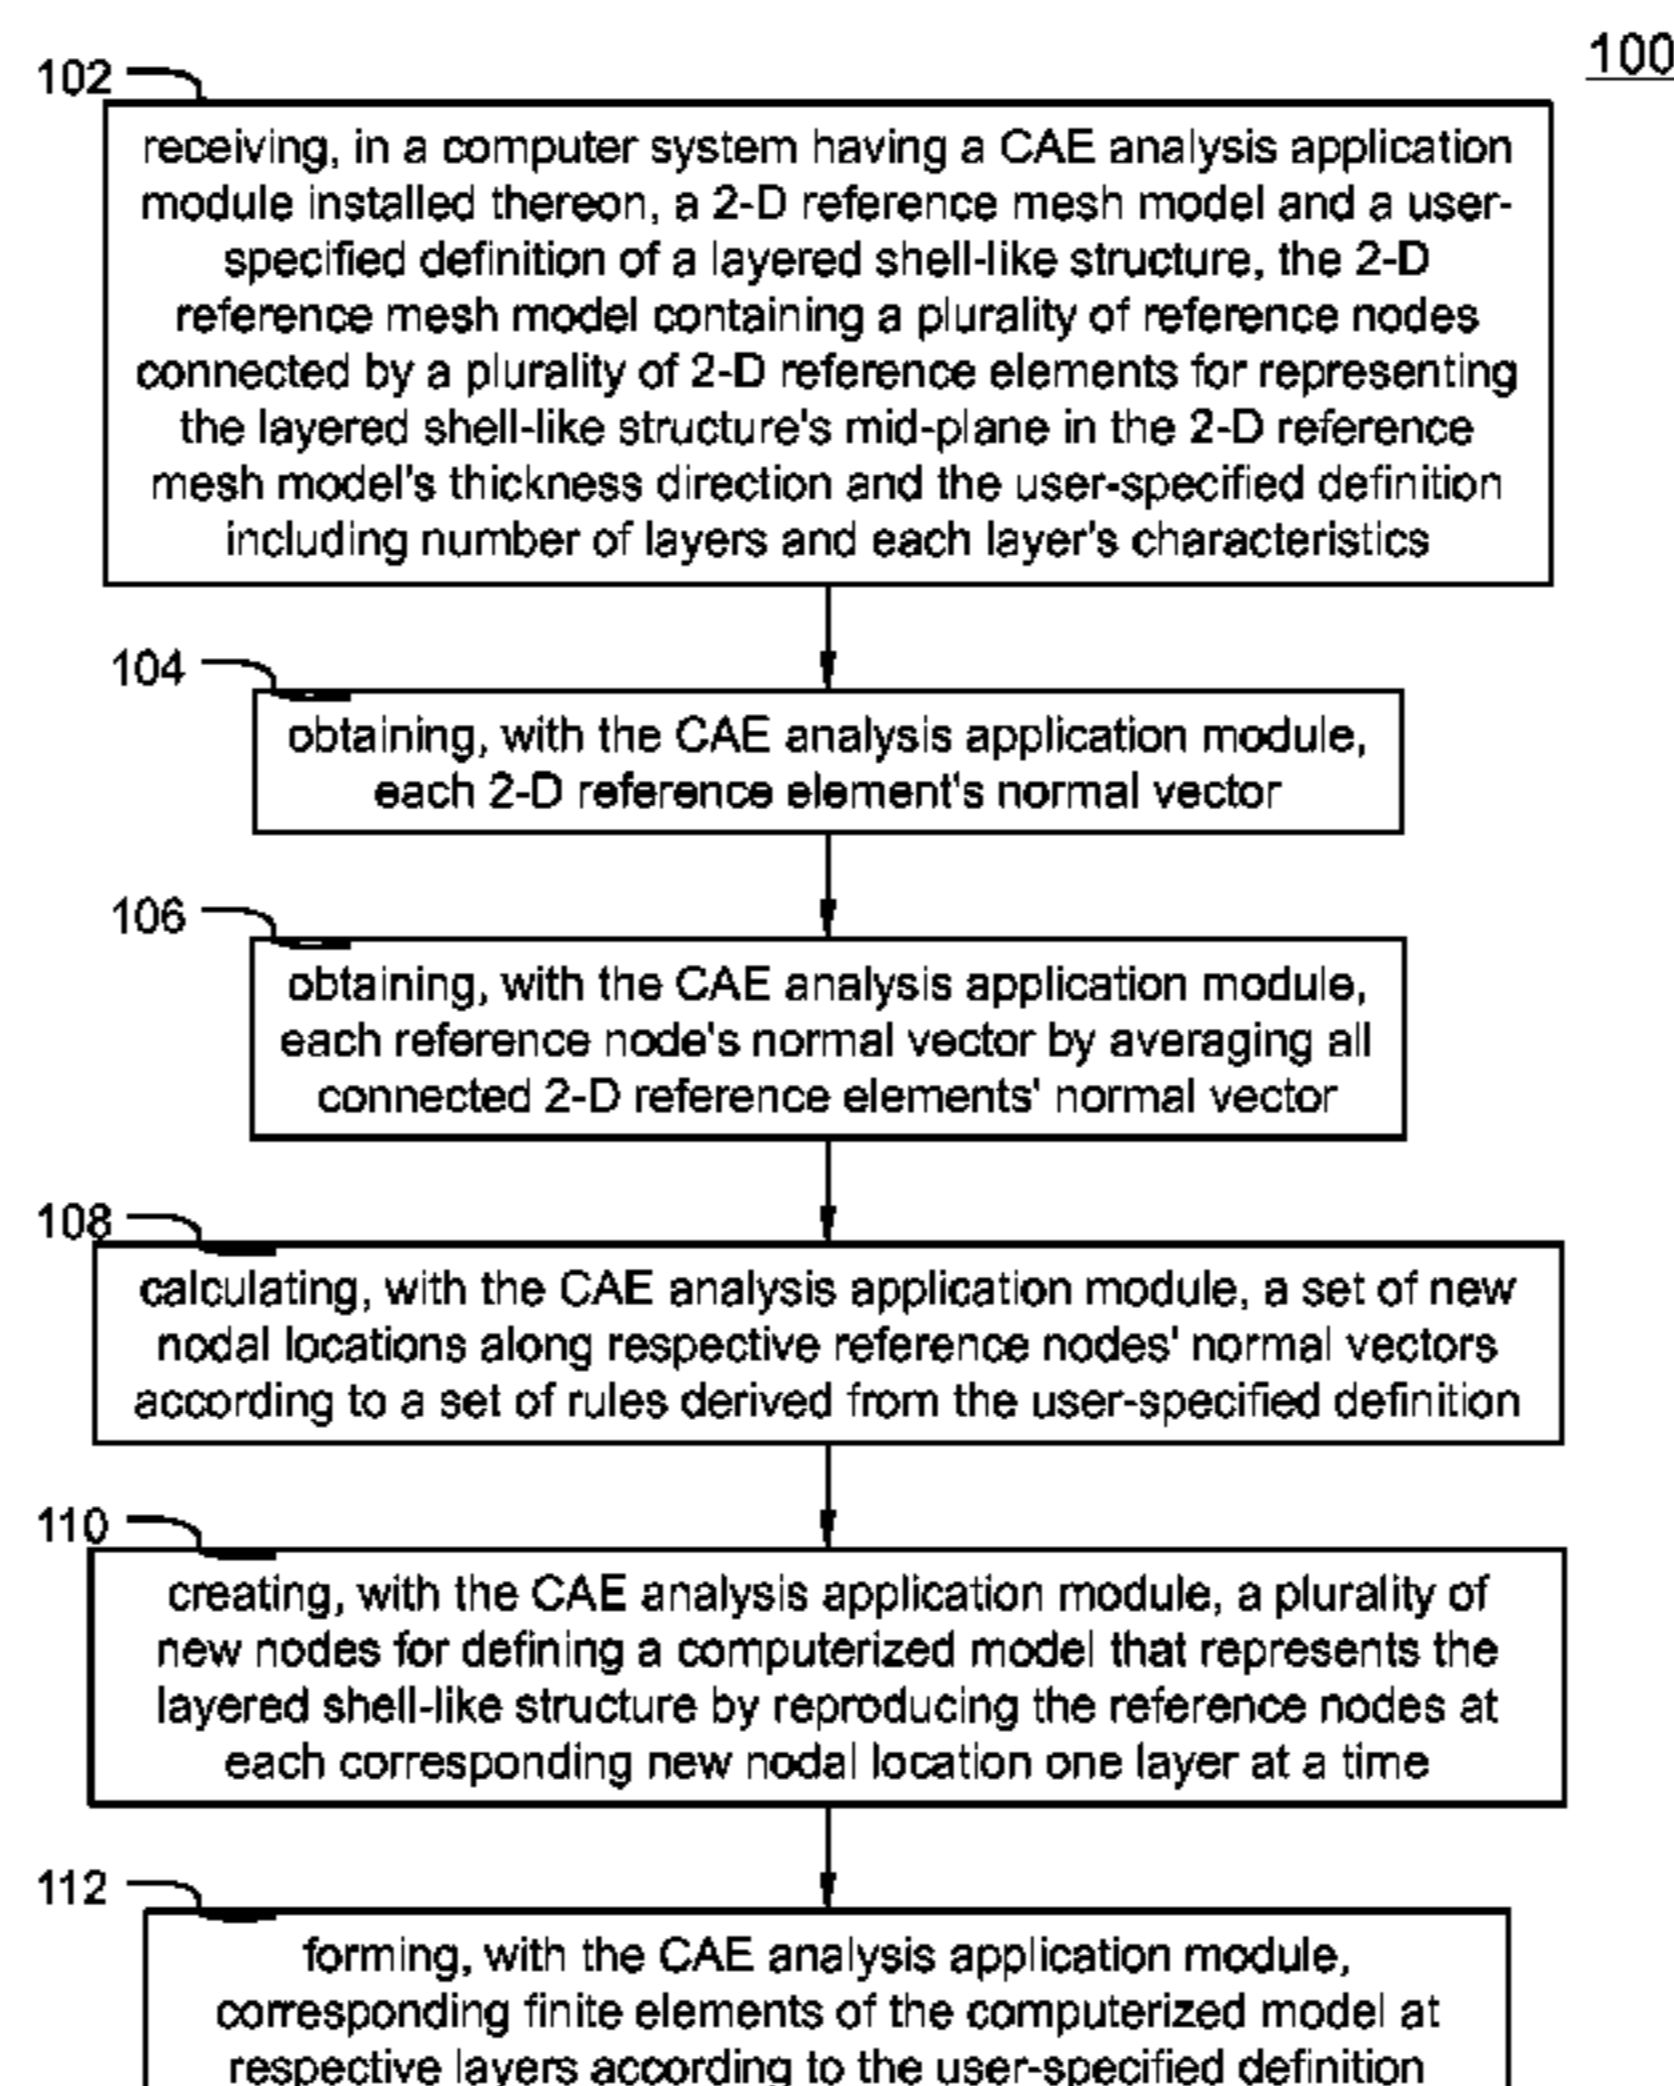 100
102
receiving, in a computer system having a CAE analysis application
module installed thereon, a 2-D reference mesh model and a user-
specified definition of a layered shell-like structure, the 2-D
reference mesh model containing a plurality of reference nodes
connected by a plurality of 2-D reference elements for representing
the layered shell-like structure's mid-plane in the 2-D reference
mesh model's thickness direction and the user-specified definition
including number of layers and each layer's characteristics
104
obtaining, with the CAE analysis application module,
each 2-D reference element's normal vector
106
obtaining, with the CAE analysis application module,
each reference node's normal vector by averaging all
connected 2-D reference elements' normal vector
108
calculating, with the CAE analysis application module, a set of new
nodal locations along respective reference nodes' normal vectors
according to a set of rules derived from the user-specified definition
110
creating, with the CAE analysis application module, a plurality of
new nodes for defining a computerized model that represents the
layered shell-like structure by reproducing the reference nodes at
each corresponding new nodal location one layer at a time
112
forming, with the CAE analysis application module,
corresponding finite elements of the computerized model at
respective layers according to the user-specified definition